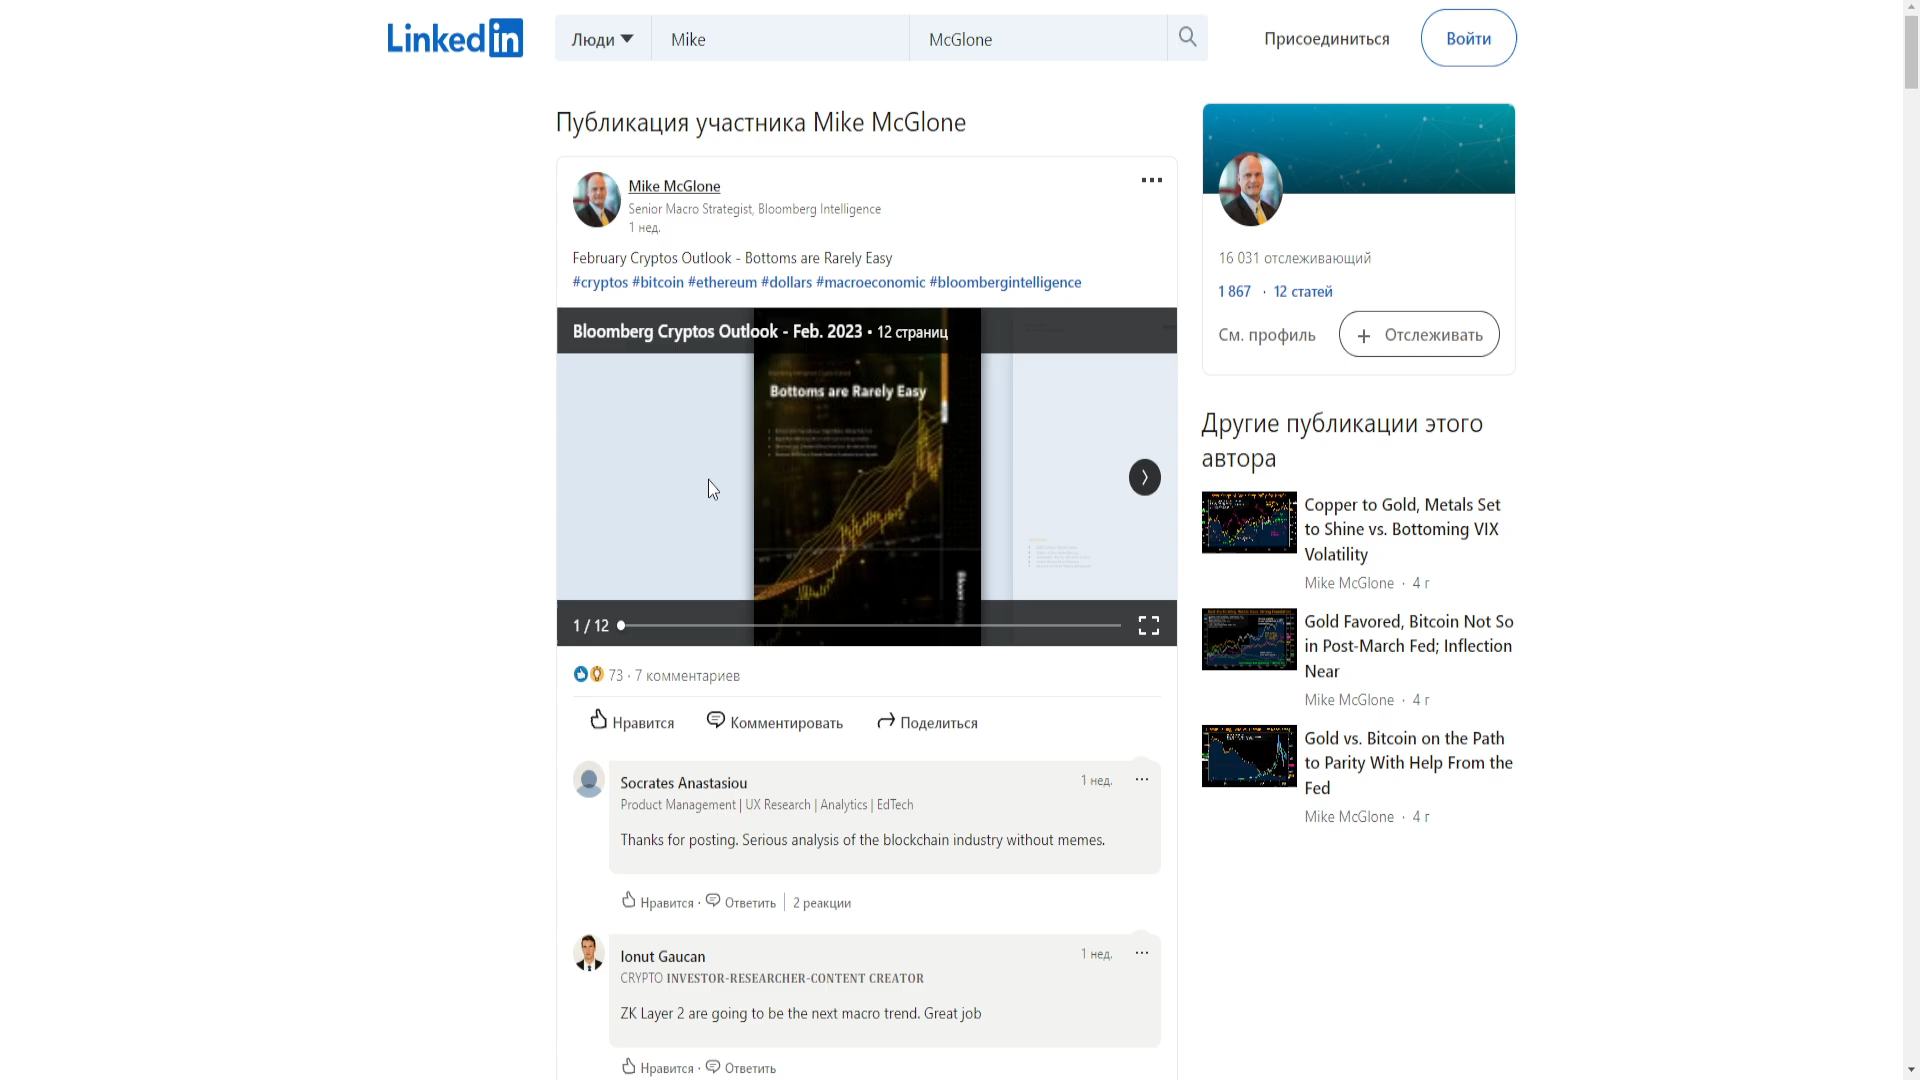 Linked in
Люди
Mike
McGlone
Присоединиться
Войти
Публикация участника Mike McGlone
Mike McGlone
Senior Macro Strategist, Bloomberg Intelligence
1 нед.
February Cryptos Outlook - Bottoms are Rarely Easy
#cryptos #bitcoin #ethereum #dollars #macroeconomic #bloombergintelligence
Bloomberg Cryptos Outlook - Feb. 2023 • 12 страниц
Bottoms are Rarely Easy
1 / 12
73 · 7 комментариев
Нравится
Комментировать
Поделиться
Socrates Anastasiou
1 нед.
Product Management | UX Research | Analytics | EdTech
Thanks for posting. Serious analysis of the blockchain industry without memes.
Нравится · Ответить | 2 реакции
Ionut Gaucan
1 нед.
CRYPTO INVESTOR-RESEARCHER-CONTENT CREATOR
ZK Layer 2 are going to be the next macro trend. Great job
Нравится · Ответить
16 031 отслеживающий
1 867 · 12 статей
См. профиль
+ Отслеживать
Другие публикации этого
автора
Copper to Gold, Metals Set
to Shine vs. Bottoming VIX
Volatility
Mike McGlone · 4 г
Gold Favored, Bitcoin Not So
in Post-March Fed; Inflection
Near
Mike McGlone · 4 г
Gold vs. Bitcoin on the Path
to Parity With Help From the
Fed
Mike McGlone · 4 г